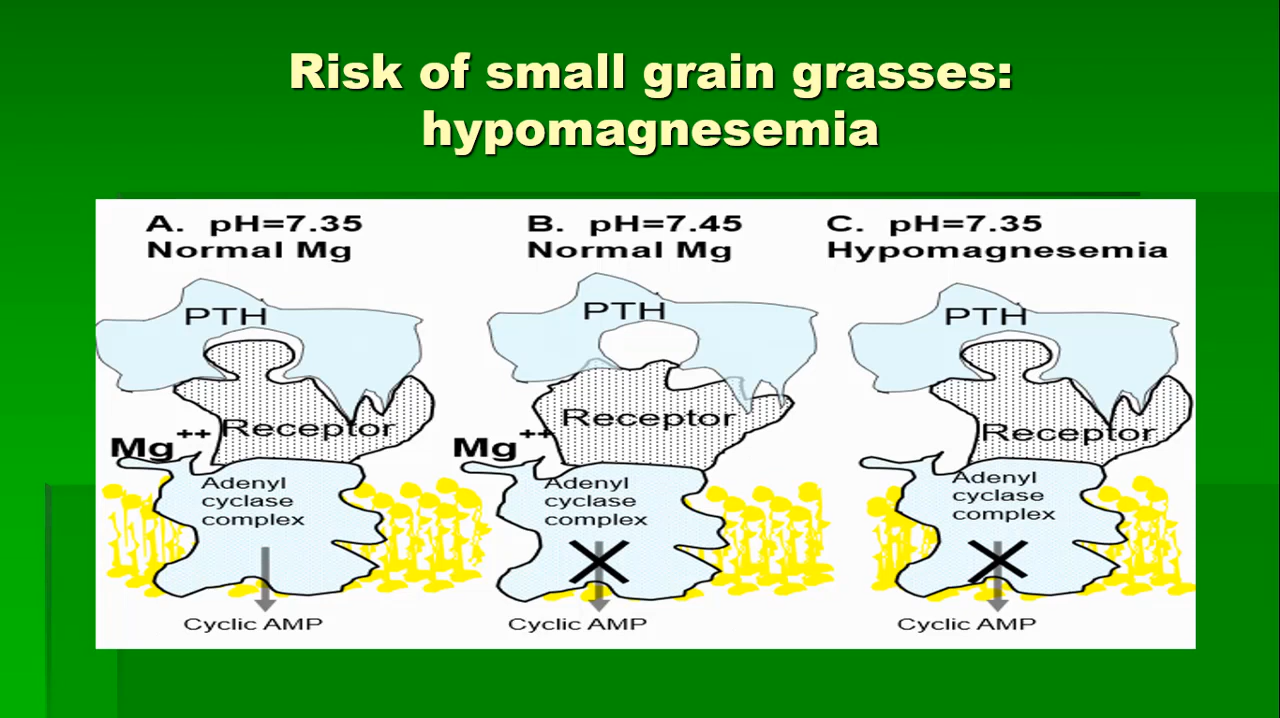 Risk of small grain grasses:
hypomagnesemia
A. pH=7.35
Normal Mg
PTH
Receptor
Mg++
Adenyl
cyclase
complex
Cyclic AMP
B. pH=7.45
Normal Mg
PTH
Receptor
Mg++
Adenyl
cyclase
complex
Cyclic AMP
C. pH=7.35
Hypomagnesemia
PTH
Receptor
Adenyl
cyclase
complex
Cyclic AMP